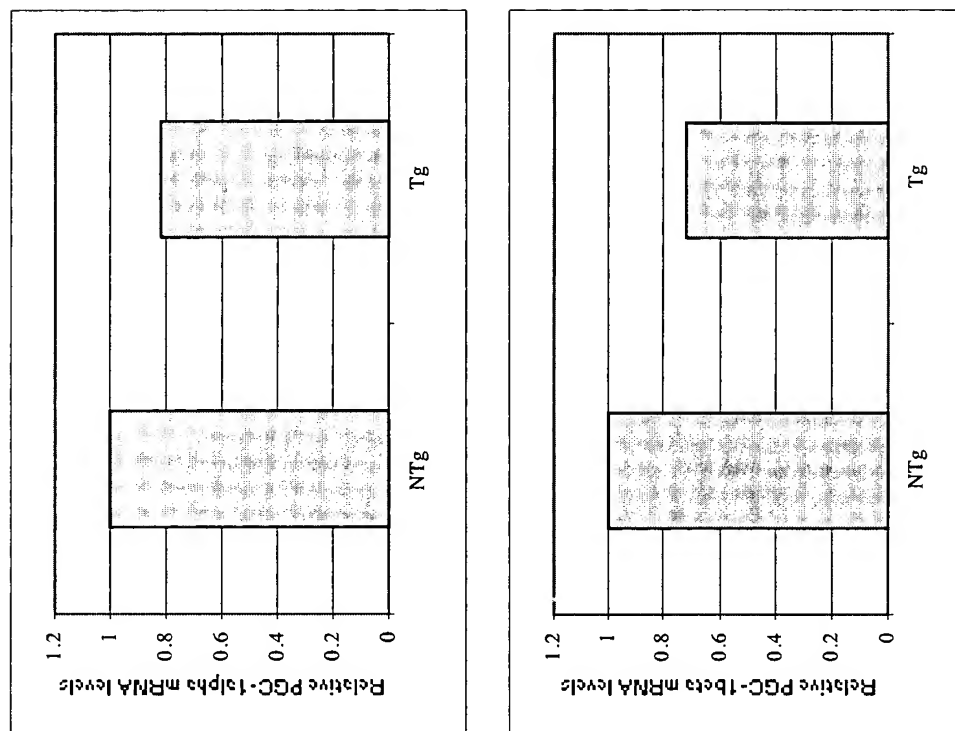 Relative PGC-1alpha mRNA levels
1.2
1
0.8
0.6
0.4
0.2
0
NTg
Tg
Relative PGC-1beta mRNA levels
1.2
1
0.8
0.6
0.4
0.2
0
NTg
Tg